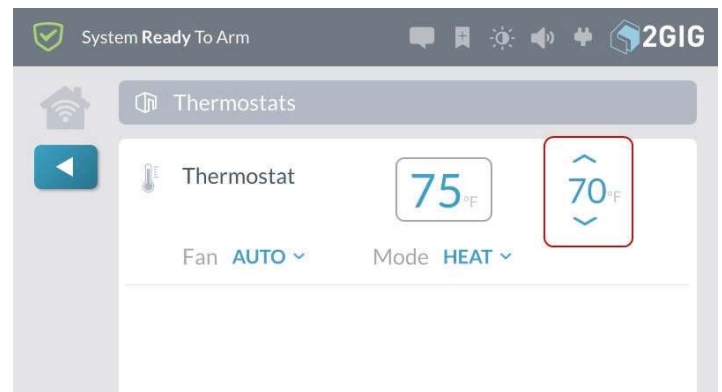 System Ready To Arm
2GIG
Thermostats
Thermostat
75°F
70°F
Fan AUTO
Mode HEAT